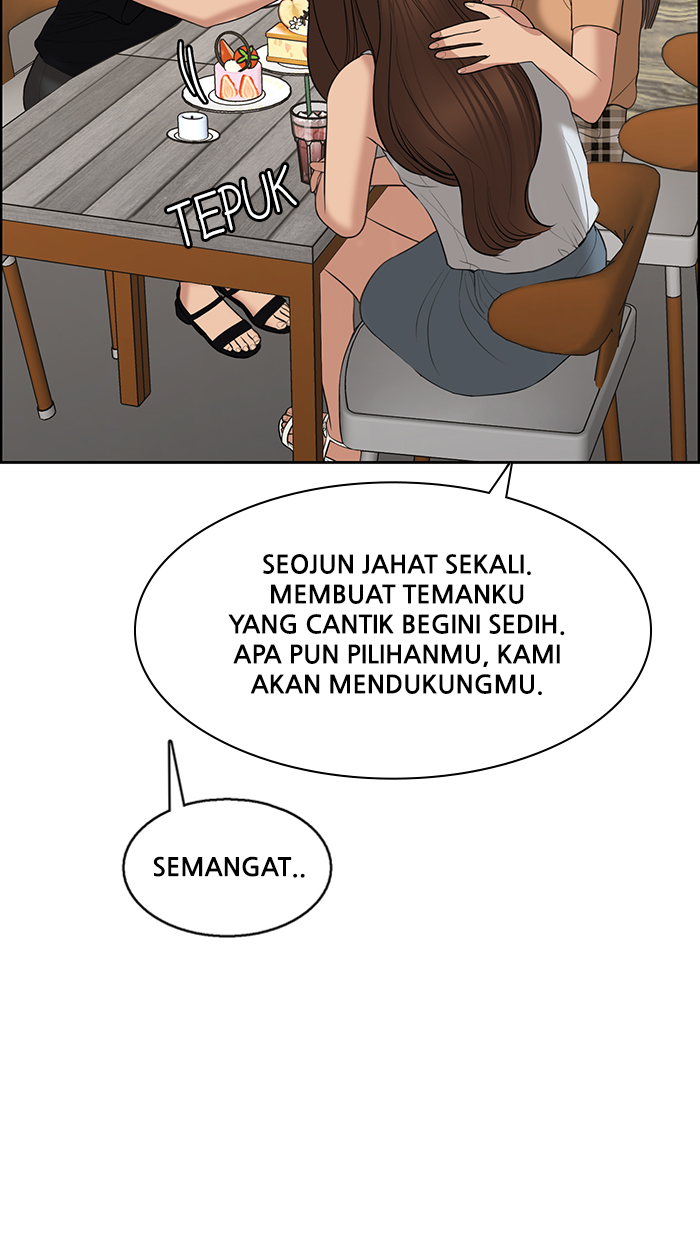 TEPUK
SEOJUN JAHAT SEKALI.
MEMBUAT TEMANKU
YANG CANTIK BEGINI SEDIH.
APA PUN PILIHANMU, KAMI
AKAN MENDUKUNGMU.
SEMANGAT..